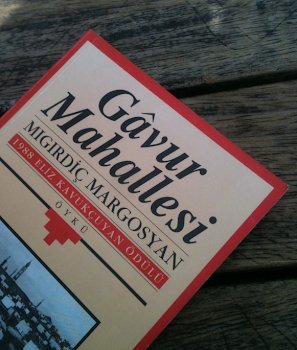 Gâvur
Mahallesi
MIGIRDİÇ MARGOSYAN
1988 ELİZ KAVUKÇUYAN ÖDÜLÜ
ÖYKÜ